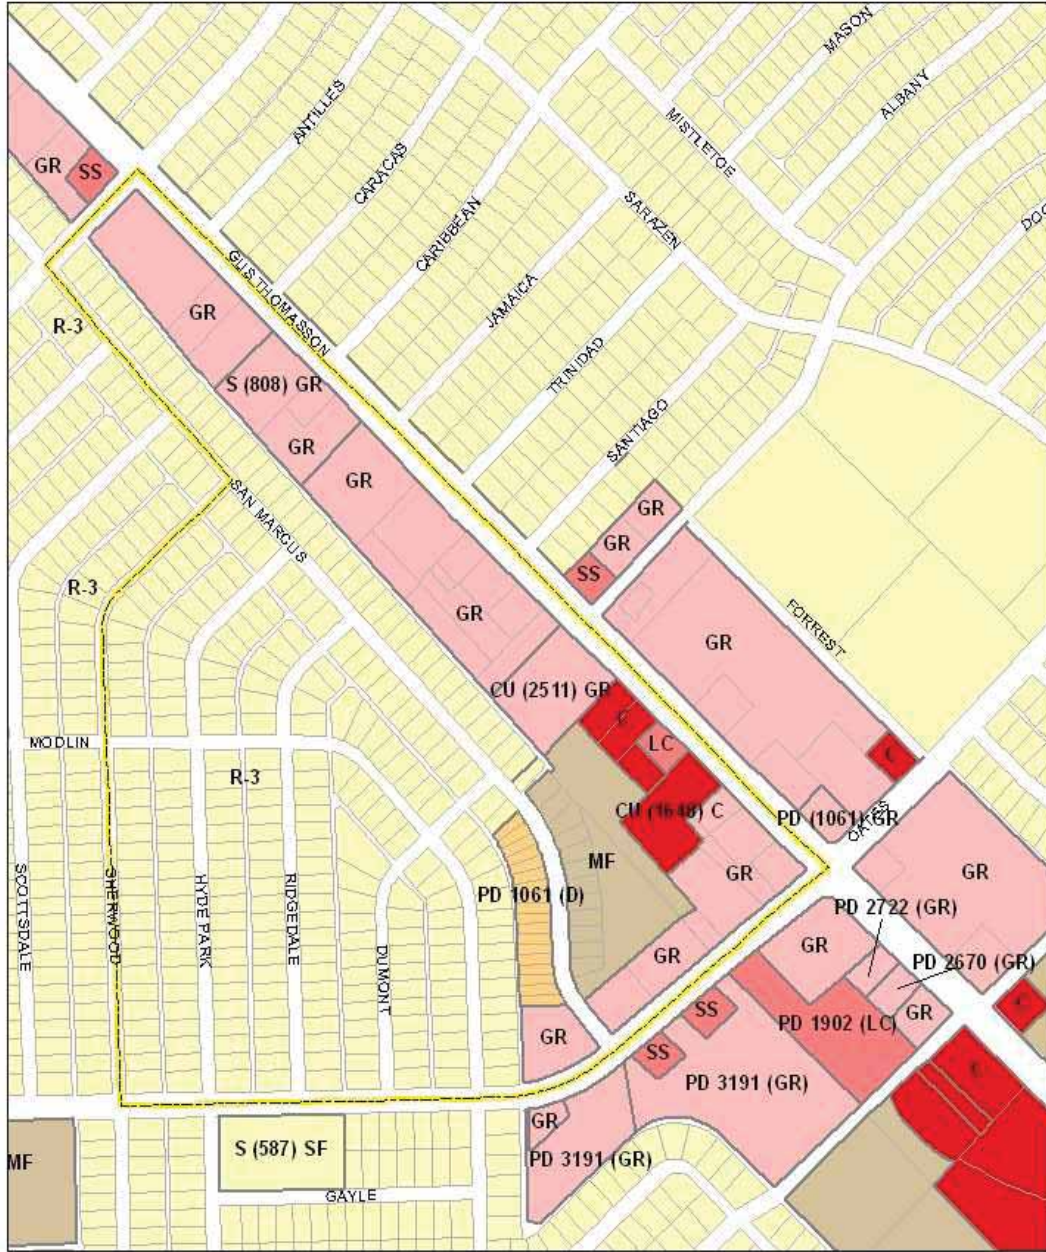 MASON
ALBANY
ANTILLES
MISTLETOE
CARACAS
GR
SS
SARAZEN
CARIBBEAN
GUS THOMASSON
JAMAICA
GR
R-3
TRINIDAD
S (808) GR
SANTIAGO
GR
GR
SAN MARCUS
GR
GR
SS
R-3
GR
FORREST
GR
CU (2511) GR
C
LC
MODLIN
R-3
C
CU (1648) C
PD (1061) GR
OATES
MF
GR
GR
PD 1061 (D)
PD 2722 (GR)
SCOTTSDALE
SHERWOOD
HYDE PARK
RIDGEDALE
DUMONT
GR
GR
PD 2670 (GR)
SS
PD 1902 (LC)
GR
C
GR
SS
PD 3191 (GR)
C
GR
S (587) SF
PD 3191 (GR)
MF
GAYLE